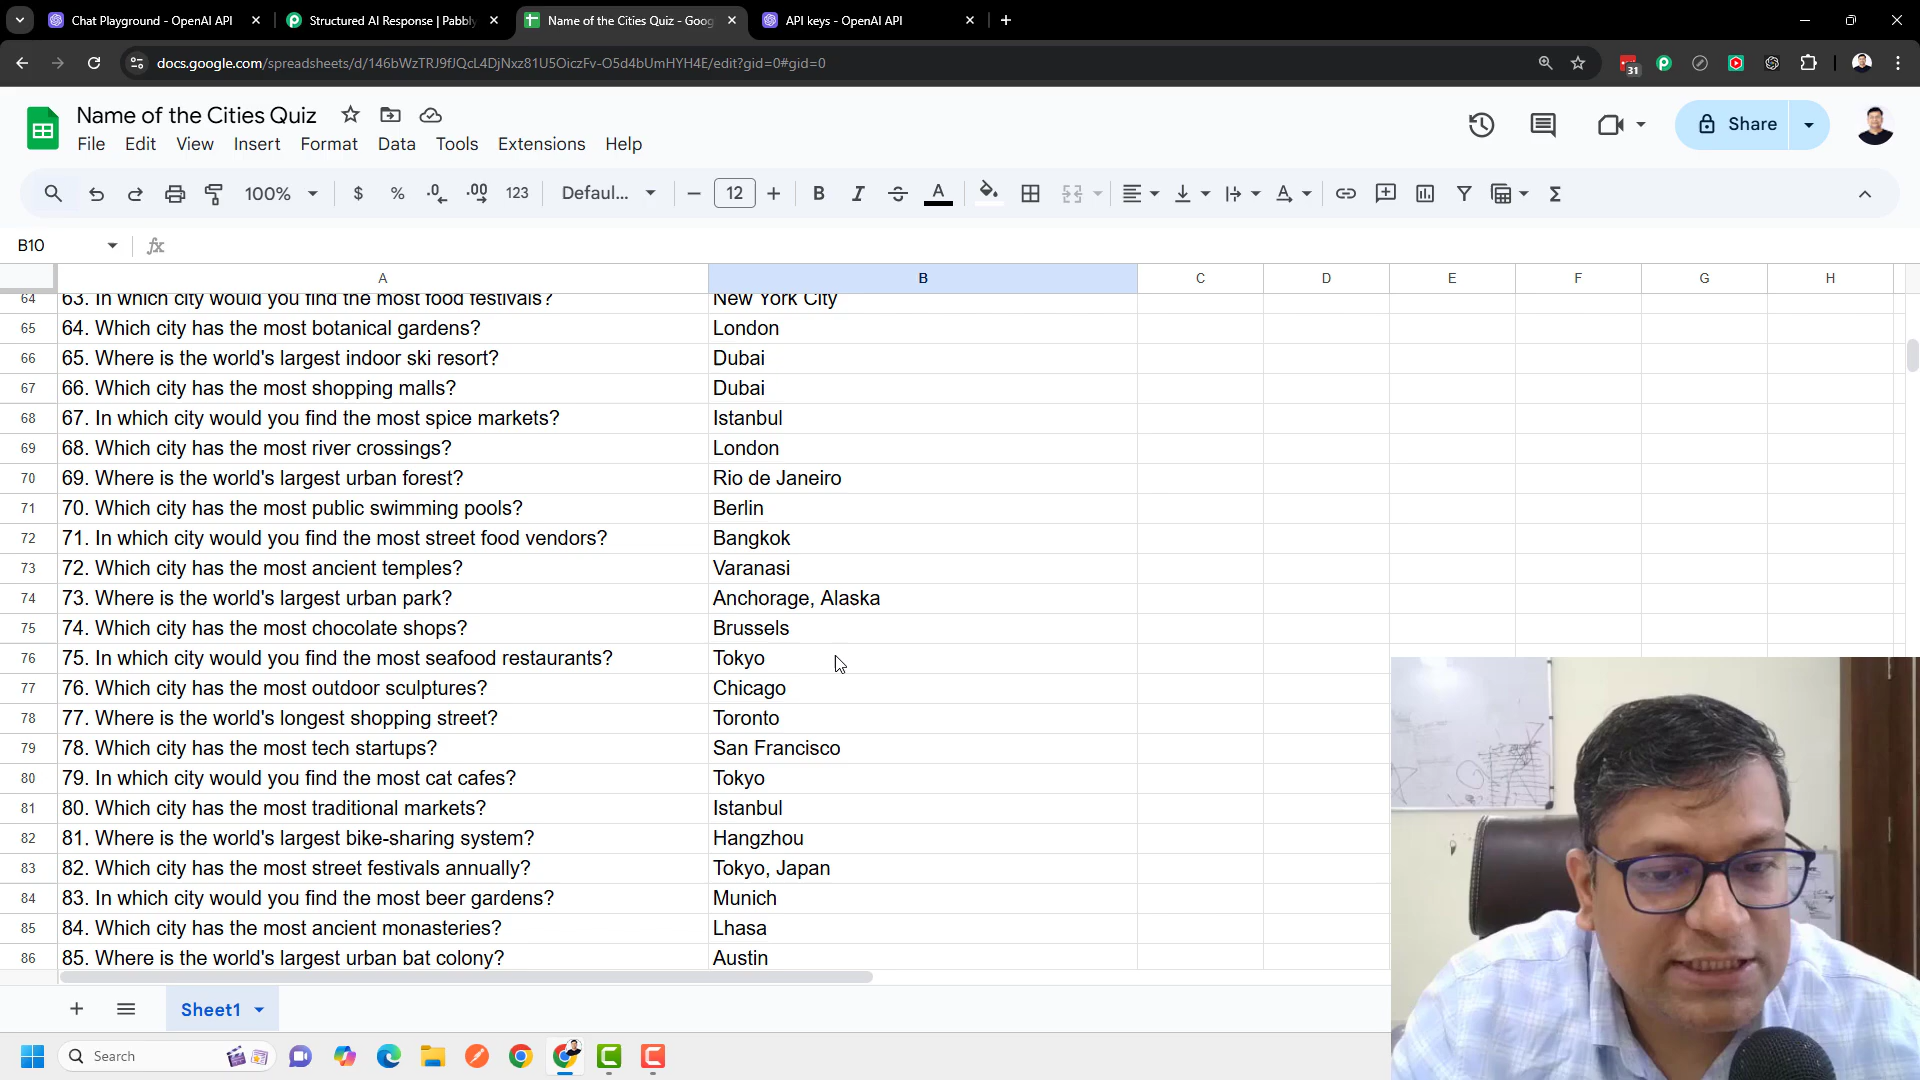 Chat Playground - OpenAI API
Structured AI Response | Pabbly
Name of the Cities Quiz - Goog
API keys - OpenAI API
docs.google.com/spreadsheets/d/146bWzTRJ9fJQcL4DjNxz81U5OiczFv-O5d4bUmHYH4E/edit?gid=0#gid=0
31
Name of the Cities Quiz
File Edit View Insert Format Data Tools Extensions Help
Share
100% $ % .0 .00 123 Defaul... 12 B I A
B10
A B C D E F G H
64 63. In which city would you find the most food festivals? New York City
65 64. Which city has the most botanical gardens? London
66 65. Where is the world's largest indoor ski resort? Dubai
67 66. Which city has the most shopping malls? Dubai
68 67. In which city would you find the most spice markets? Istanbul
69 68. Which city has the most river crossings? London
70 69. Where is the world's largest urban forest? Rio de Janeiro
71 70. Which city has the most public swimming pools? Berlin
72 71. In which city would you find the most street food vendors? Bangkok
73 72. Which city has the most ancient temples? Varanasi
74 73. Where is the world's largest urban park? Anchorage, Alaska
75 74. Which city has the most chocolate shops? Brussels
76 75. In which city would you find the most seafood restaurants? Tokyo
77 76. Which city has the most outdoor sculptures? Chicago
78 77. Where is the world's longest shopping street? Toronto
79 78. Which city has the most tech startups? San Francisco
80 79. In which city would you find the most cat cafes? Tokyo
81 80. Which city has the most traditional markets? Istanbul
82 81. Where is the world's largest bike-sharing system? Hangzhou
83 82. Which city has the most street festivals annually? Tokyo, Japan
84 83. In which city would you find the most beer gardens? Munich
85 84. Which city has the most ancient monasteries? Lhasa
86 85. Where is the world's largest urban bat colony? Austin
Sheet1
Search